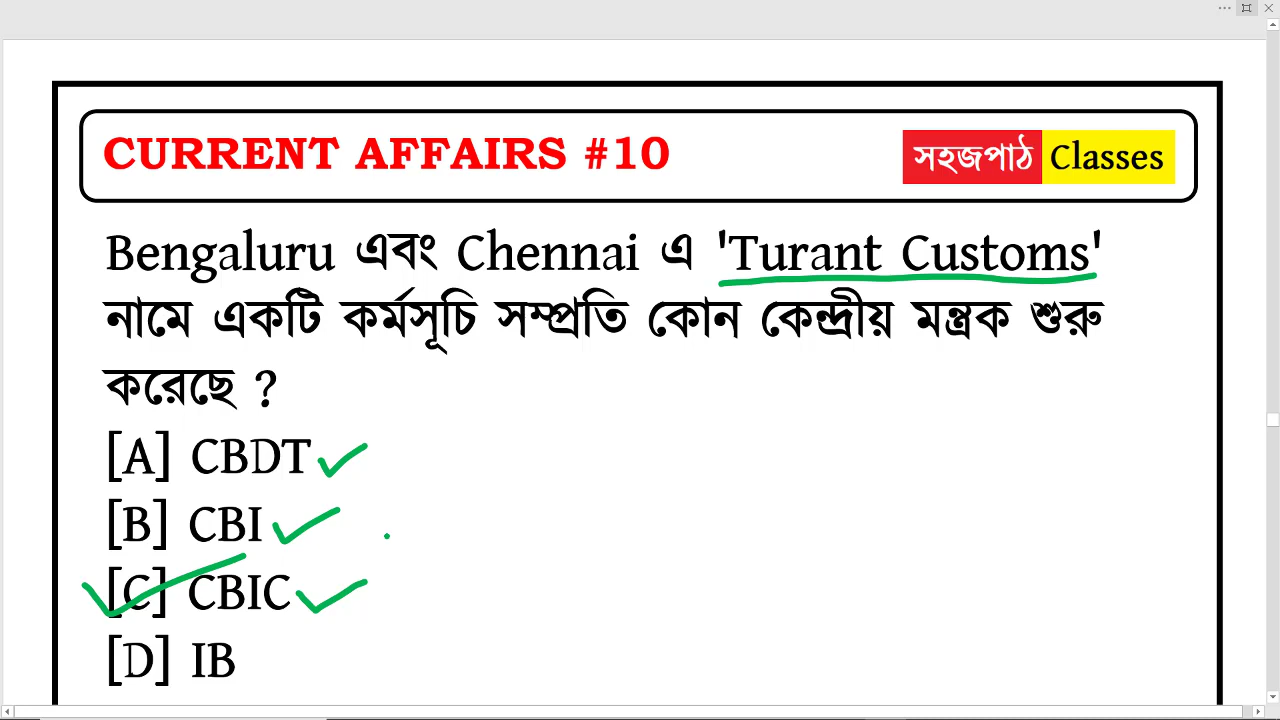 CURRENT AFFAIRS #10
সহজপাঠ Classes
Bengaluru এবং Chennai এ 'Turant Customs'
নামে একটি কর্মসূচি সম্প্রতি কোন কেন্দ্রীয় মন্ত্রক শুরু
করেছে ?
[A] CBDT
[B] CBI
[C] CBIC
[D] IB